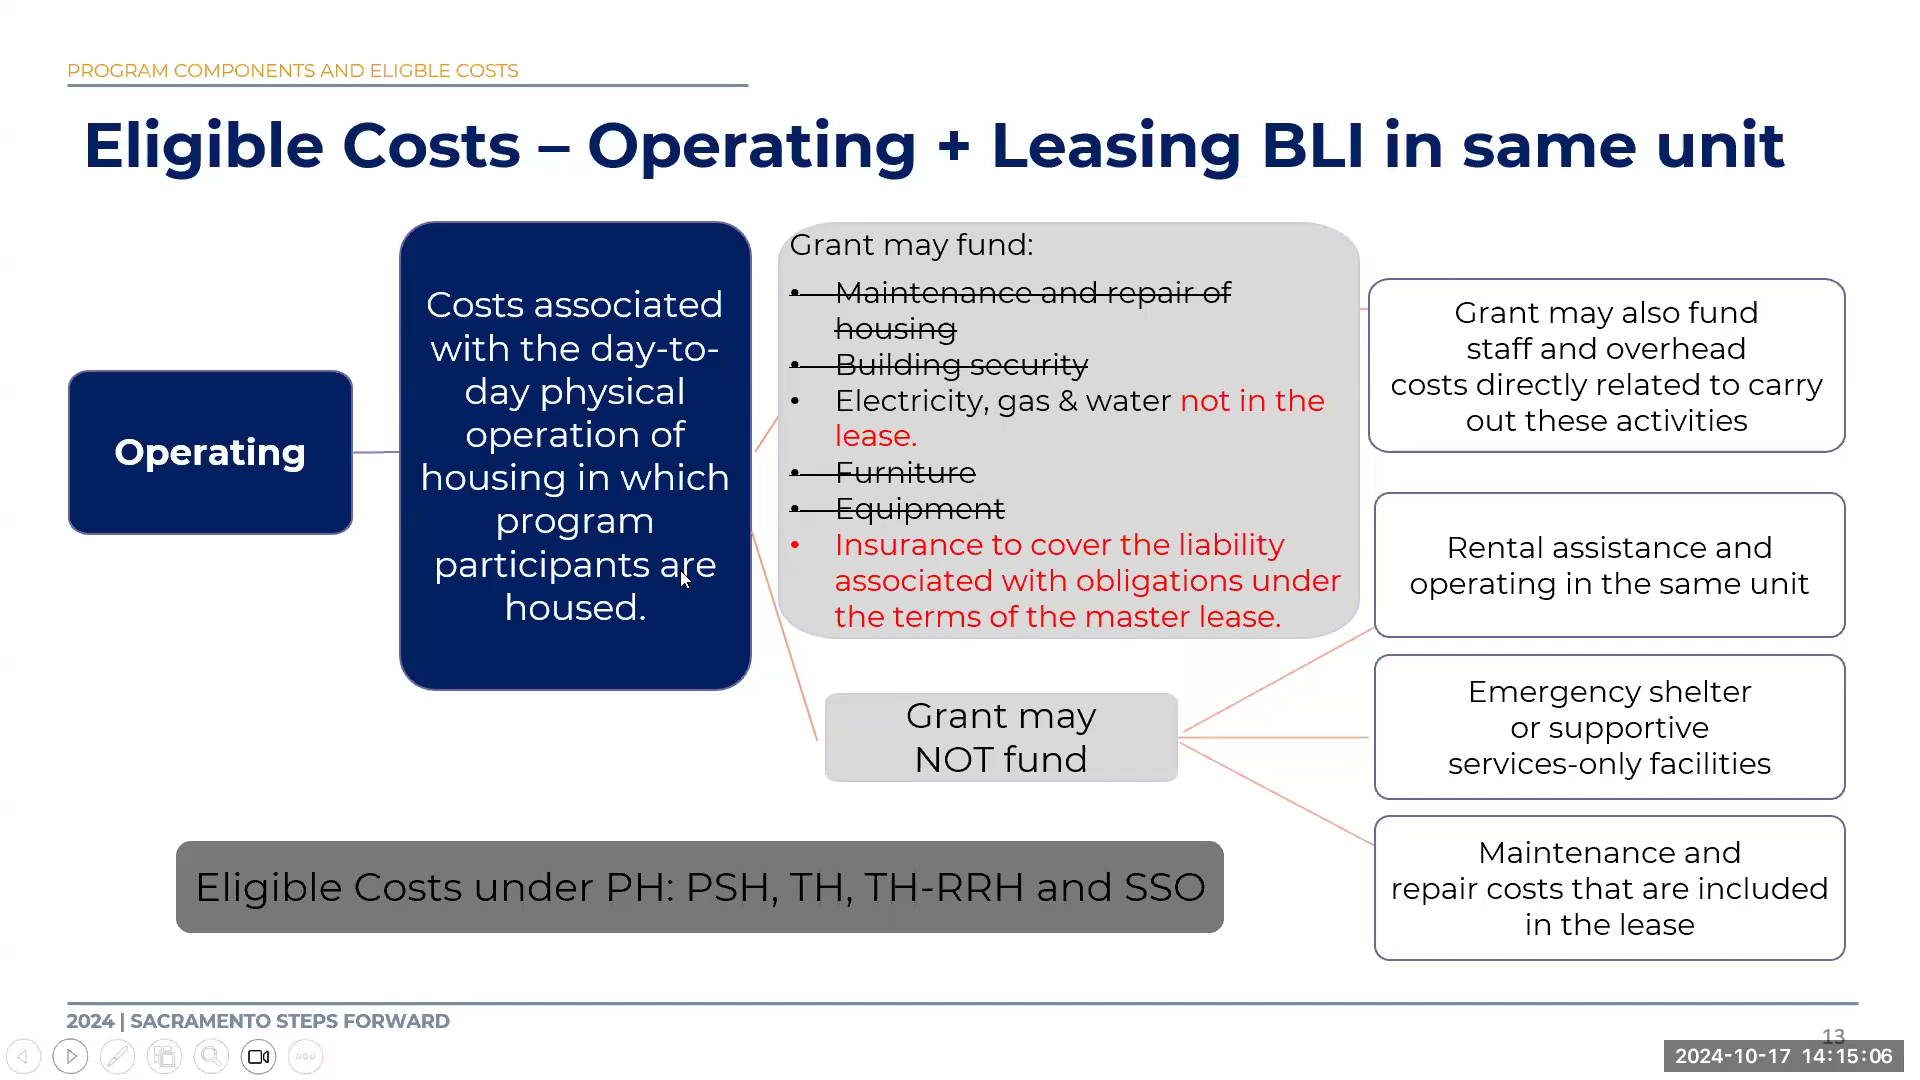 PROGRAM COMPONENTS AND ELIGBLE COSTS
Eligible Costs – Operating + Leasing BLI in same unit
Operating
Costs associated
with the day-to-
day physical
operation of
housing in which
program
participants are
housed.
Grant may fund:
• Maintenance and repair of
housing
• Building security
• Electricity, gas & water not in the
lease.
• Furniture
• Equipment
• Insurance to cover the liability
associated with obligations under
the terms of the master lease.
Grant may also fund
staff and overhead
costs directly related to carry
out these activities
Grant may
NOT fund
Rental assistance and
operating in the same unit
Emergency shelter
or supportive
services-only facilities
Maintenance and
repair costs that are included
in the lease
Eligible Costs under PH: PSH, TH, TH-RRH and SSO
2024 | SACRAMENTO STEPS FORWARD
13
2024-10-17 14:15:06